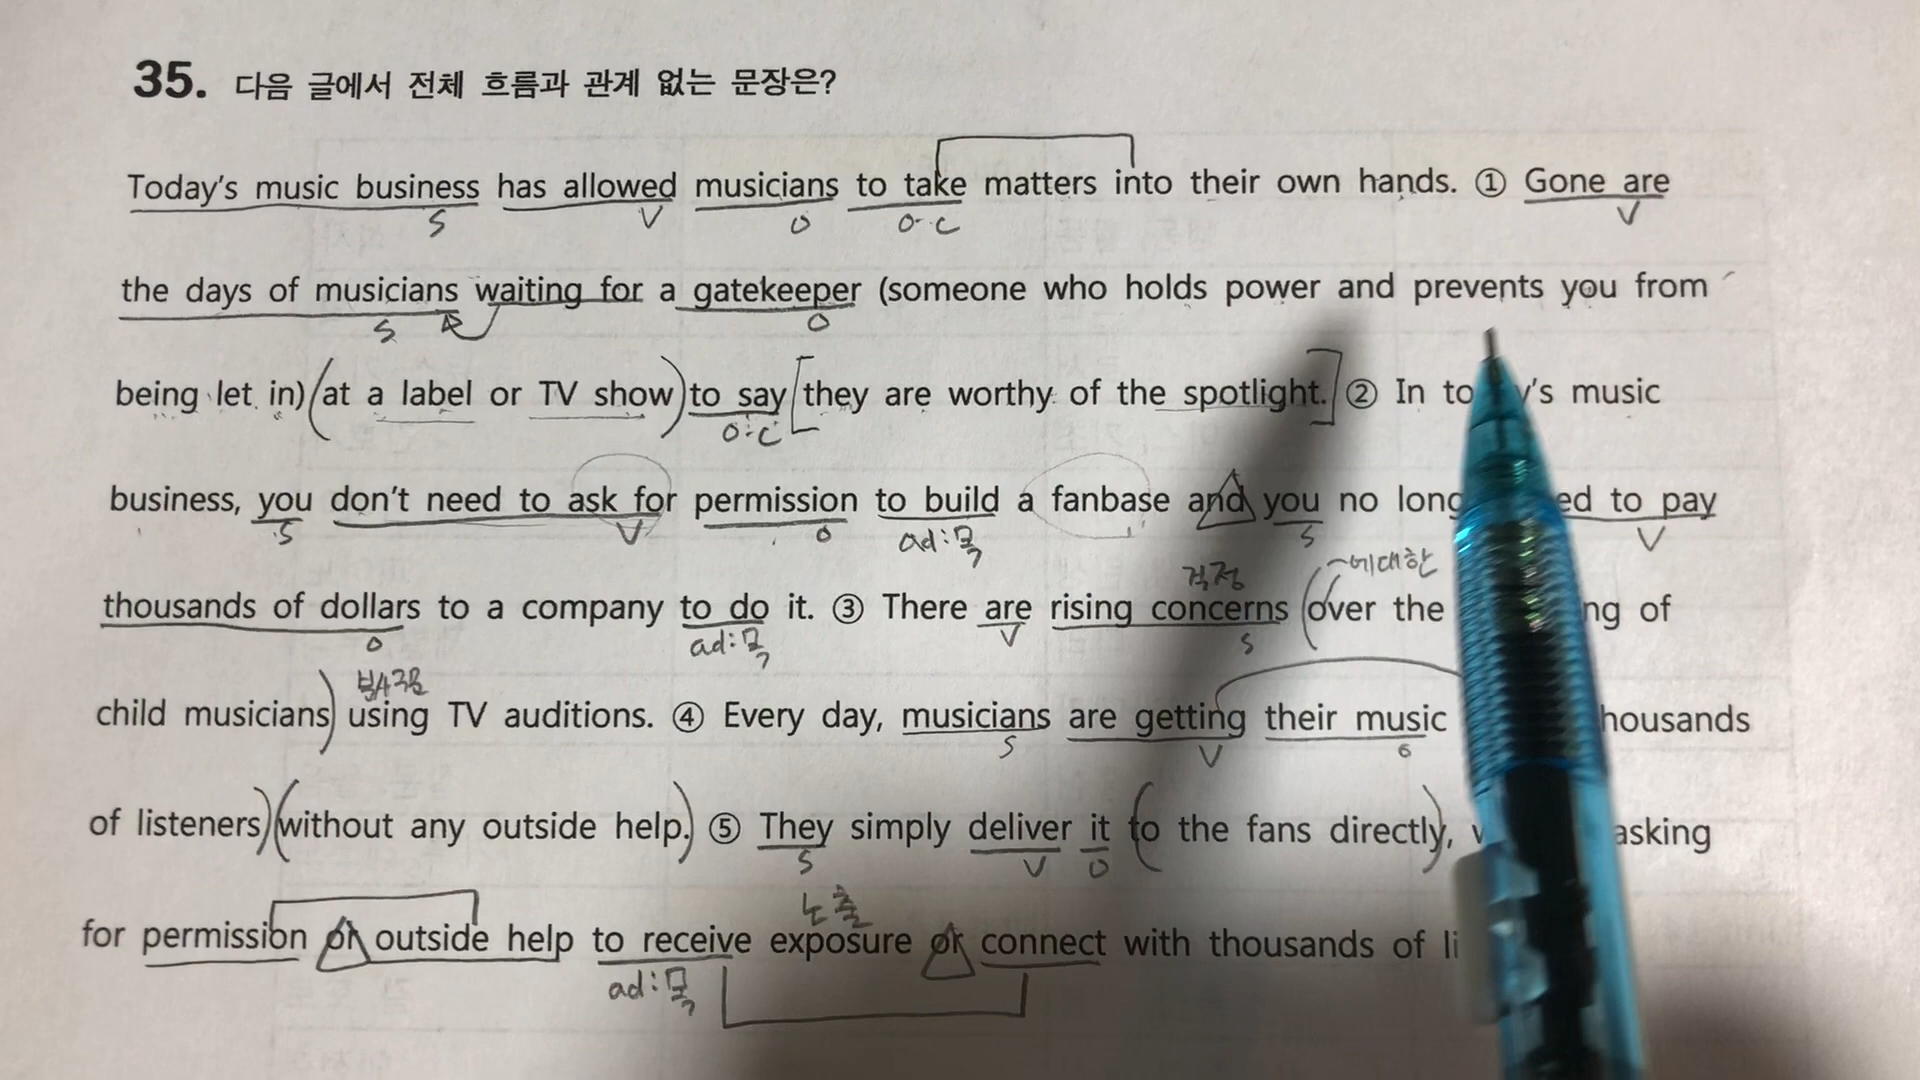 35. 다음 글에서 전체 흐름과 관계 없는 문장은?
Today's music business has allowed musicians to take matters into their own hands. ① Gone are
S V O O·C V
the days of musicians waiting for a gatekeeper (someone who holds power and prevents you from
S O
being let in) (at a label or TV show) to say [they are worthy of the spotlight.] ② In 's music
O·C
business, you don't need to ask for permission to build a fanbase and you no to pay
S V O ad:목 S V
걱정 ~에대한
thousands of dollars to a company to do it. ③ There are rising concerns (over the of
O ad:목 V S
child musicians) using TV auditions. ④ Every day, musicians are getting their music
S V O
of listeners) (without any outside help.) ⑤ They simply deliver it (to the fans directly), asking
S V O
노출
for permission or outside help to receive exposure or connect with thousands of
ad:목